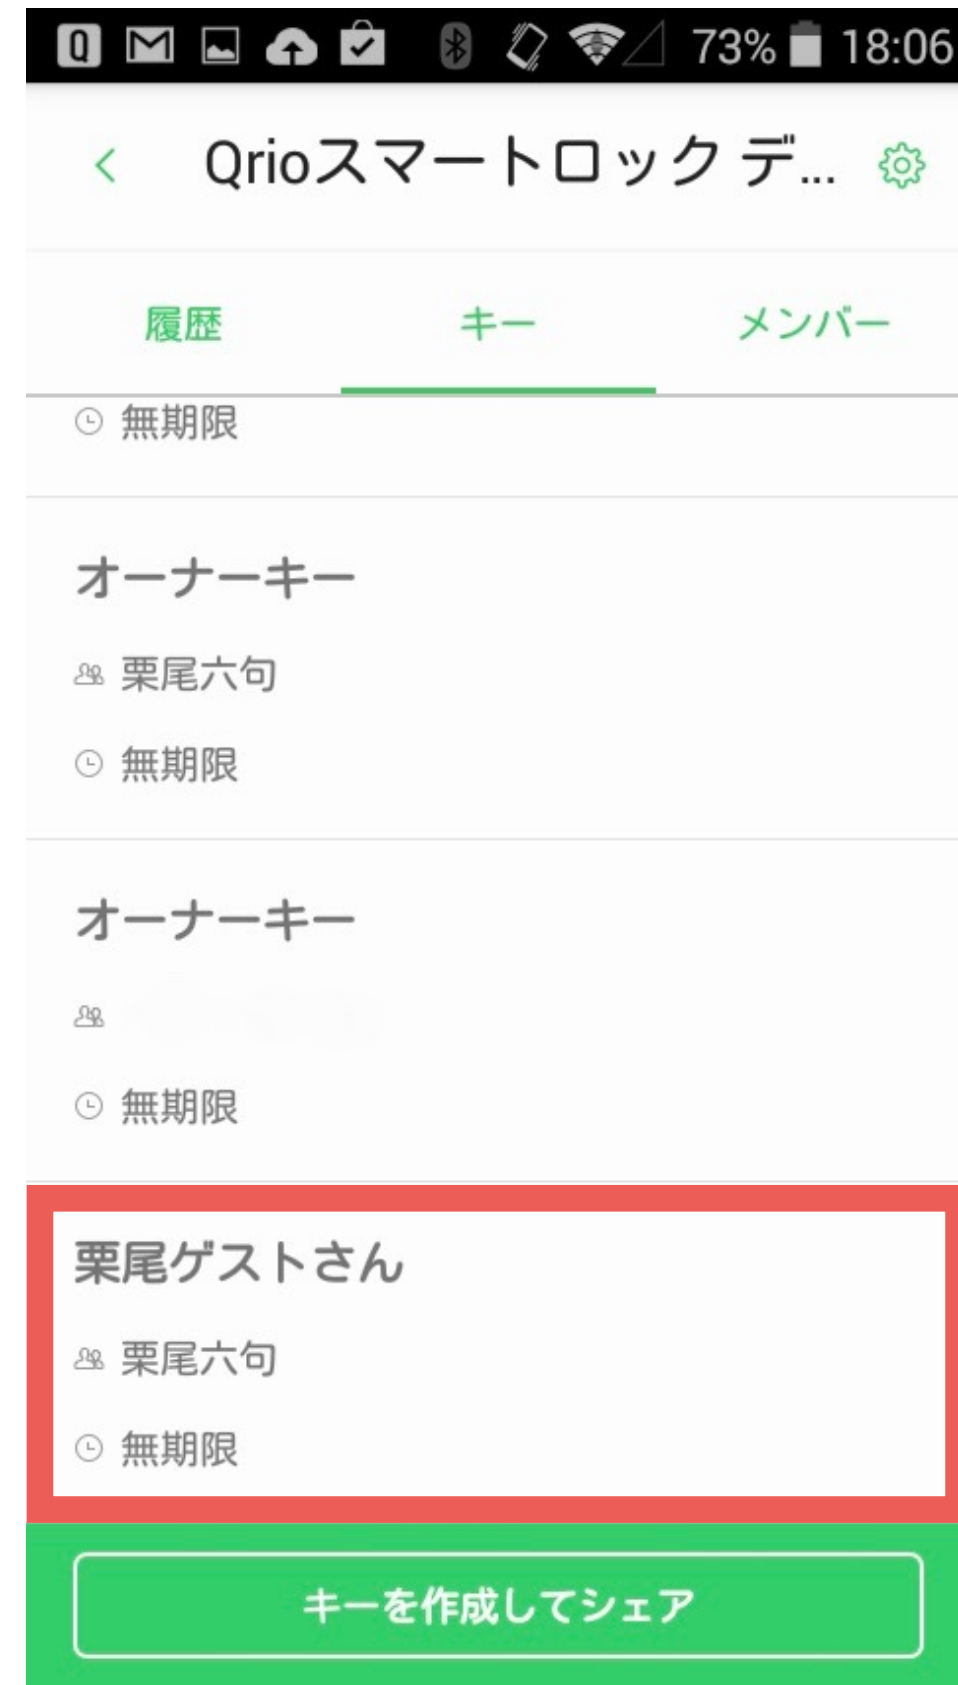 Q 73% 18:06
Qrioスマートロック デ...
履歴 キー メンバー
無期限
オーナーキー
栗尾六句
無期限
オーナーキー
無期限
栗尾ゲストさん
栗尾六句
無期限
キーを作成してシェア